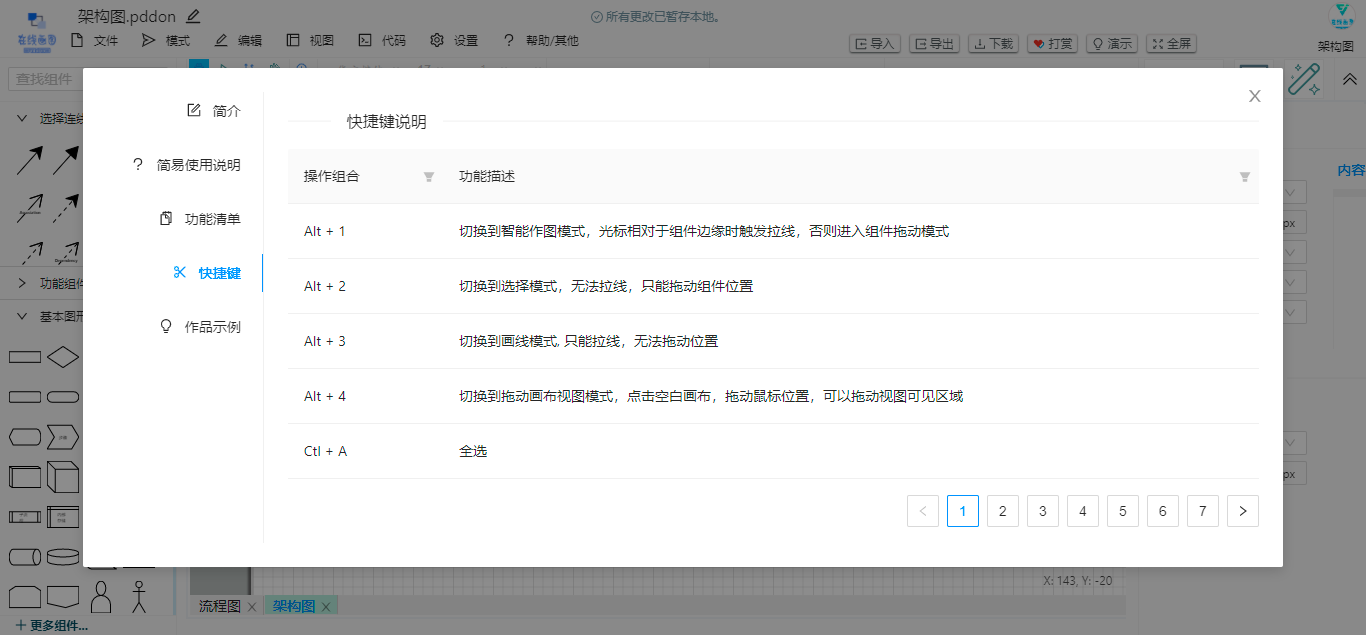 架构图.pddon
所有更改已暂存本地。
在线画图
文件 模式 编辑 视图 代码 设置 ? 帮助/其他
导入 导出 下载 打赏 演示 全屏
架构图
查找组件
选择连线
功能组件
基本图形
简介
? 简易使用说明
功能清单
快捷键
作品示例
快捷键说明
操作组合 功能描述
Alt + 1 切换到智能作图模式，光标相对于组件边缘时触发拉线，否则进入组件拖动模式
Alt + 2 切换到选择模式，无法拉线，只能拖动组件位置
Alt + 3 切换到画线模式, 只能拉线，无法拖动位置
Alt + 4 切换到拖动画布视图模式，点击空白画布，拖动鼠标位置，可以拖动视图可见区域
Ctl + A 全选
< 1 2 3 4 5 6 7 >
内容
px
px
X: 143, Y: -20
流程图 架构图
+ 更多组件...